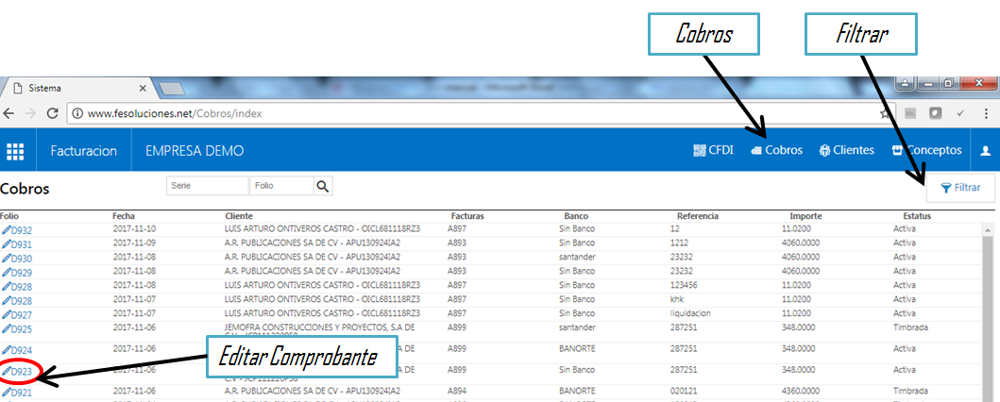 Cobros
Filtrar
Sistema
www.fesoluciones.net/Cobros/index
Facturacion EMPRESA DEMO CFDI Cobros Clientes Conceptos
Cobros Serie Folio Filtrar
Folio Fecha Cliente Facturas Banco Referencia Importe Estatus
D932 2017-11-10 LUIS ARTURO ONTIVEROS CASTRO - OICL681118RZ3 A897 Sin Banco 12 11.0200 Activa
D931 2017-11-09 A.R. PUBLICACIONES SA DE CV - APU130924IA2 A893 Sin Banco 1212 4060.0000 Activa
D930 2017-11-08 A.R. PUBLICACIONES SA DE CV - APU130924IA2 A893 santander 23232 4060.0000 Activa
D929 2017-11-08 A.R. PUBLICACIONES SA DE CV - APU130924IA2 A893 Sin Banco 23232 4060.0000 Activa
D928 2017-11-08 LUIS ARTURO ONTIVEROS CASTRO - OICL681118RZ3 A897 Sin Banco 123456 11.0200 Activa
D928 2017-11-07 LUIS ARTURO ONTIVEROS CASTRO - OICL681118RZ3 A897 Sin Banco khk 11.0200 Activa
D927 2017-11-07 LUIS ARTURO ONTIVEROS CASTRO - OICL681118RZ3 A897 Sin Banco liquidacion 11.0200 Activa
D925 2017-11-06 JEMOFRA CONSTRUCCIONES Y PROYECTOS, S.A DE A899 santander 287251 348.0000 Timbrada
D924 2017-11-06 A DE A899 BANORTE 287251 348.0000 Activa
Editar Comprobante
D923 2017-11-06 A DE A899 Sin Banco 287251 348.0000 Activa
D921 2017-11-06 A.R. PUBLICACIONES SA DE CV - APU130924IA2 A894 BANORTE 020121 4360.0000 Timbrada